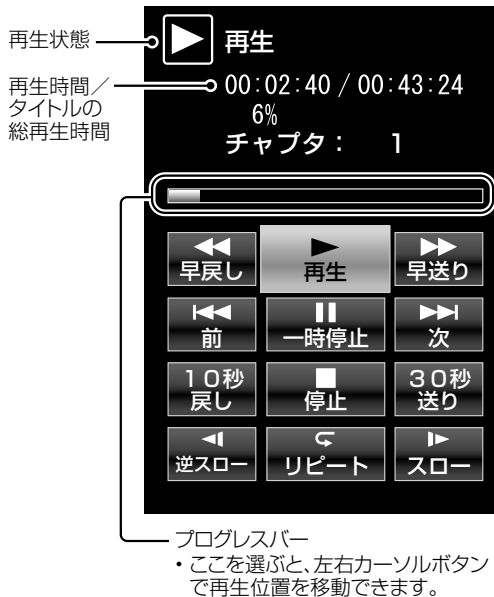 再生状態
再生
再生時間／
タイトルの
総再生時間
00:02:40 / 00:43:24
6%
チャプタ： 1
早戻し 再生 早送り
前 一時停止 次
10秒 戻し 停止 30秒 送り
逆スロー リピート スロー
プログレスバー
・ここを選ぶと、左右カーソルボタン
で再生位置を移動できます。